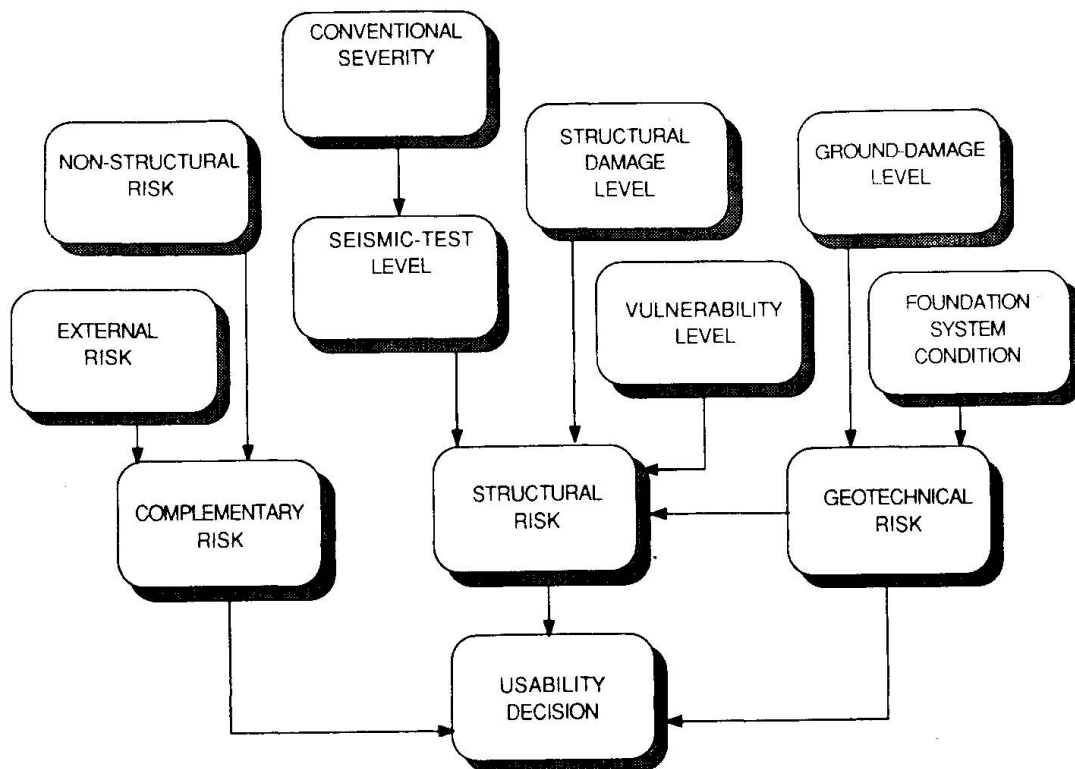 CONVENTIONAL
SEVERITY
NON-STRUCTURAL
RISK
STRUCTURAL
DAMAGE
LEVEL
GROUND-DAMAGE
LEVEL
SEISMIC-TEST
LEVEL
EXTERNAL
RISK
VULNERABILITY
LEVEL
FOUNDATION
SYSTEM
CONDITION
COMPLEMENTARY
RISK
STRUCTURAL
RISK
GEOTECHNICAL
RISK
USABILITY
DECISION